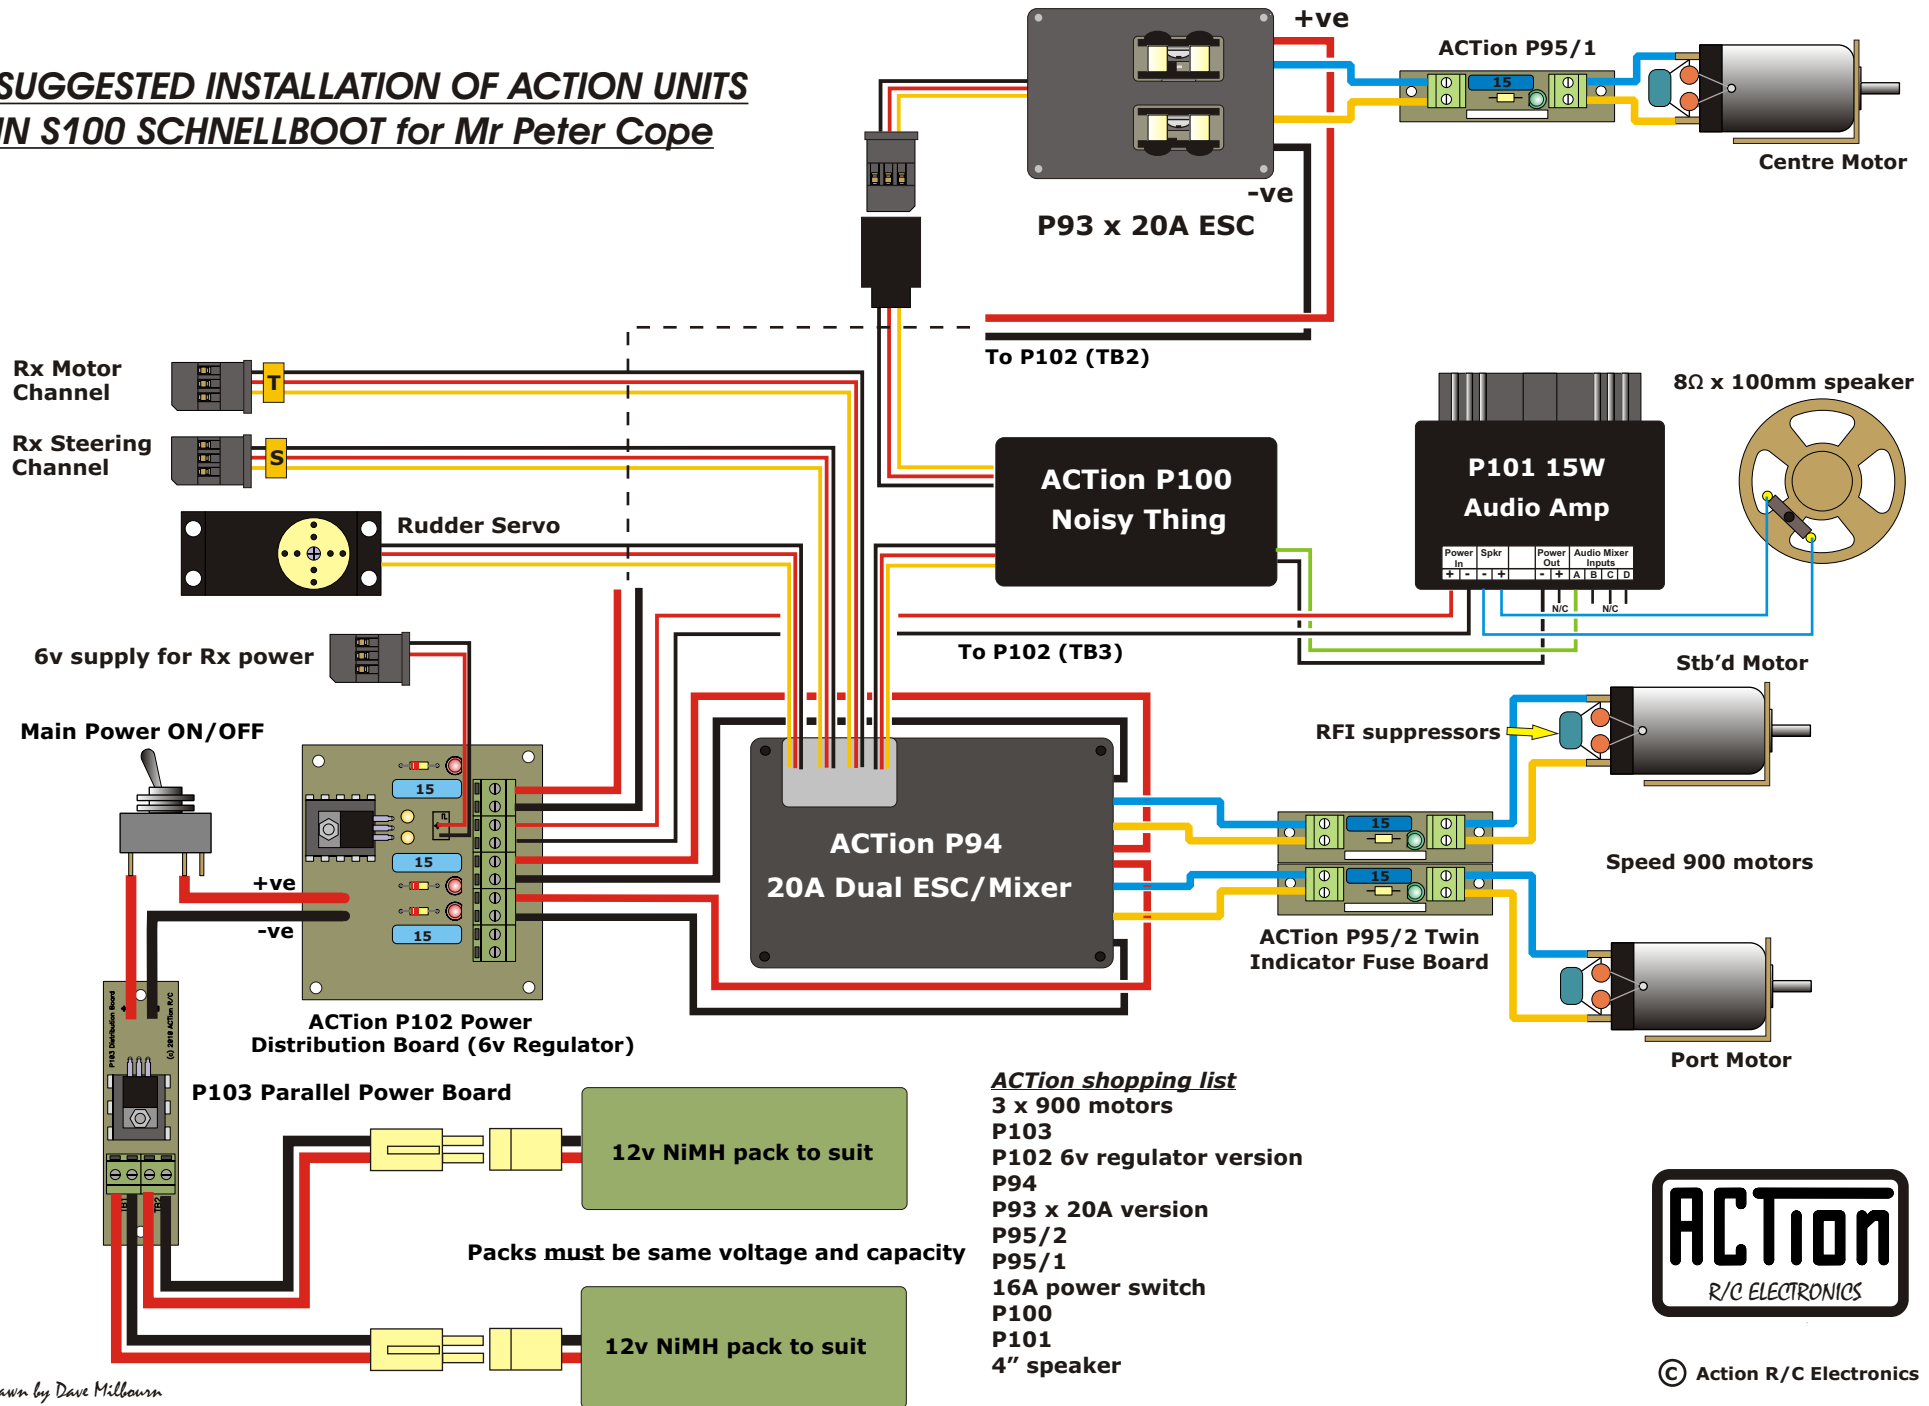 SUGGESTED INSTALLATION OF ACTION UNITS
IN S100 SCHNELLBOOT for Mr Peter Cope
+ve
-ve
P93 x 20A ESC
ACTion P95/1
15
Centre Motor
To P102 (TB2)
Rx Motor
Channel
T
Rx Steering
Channel
S
Rudder Servo
ACTion P100
Noisy Thing
P101 15W
Audio Amp
Power
In
Spkr
Power
Out
Audio Mixer
Inputs
+ - - + - + A B C D
N/C
N/C
8Ω x 100mm speaker
6v supply for Rx power
To P102 (TB3)
Stb'd Motor
RFI suppressors
Main Power ON/OFF
+ve
-ve
15
15
15
ACTion P94
20A Dual ESC/Mixer
15
15
Speed 900 motors
ACTion P95/2 Twin
Indicator Fuse Board
Port Motor
ACTion P102 Power
Distribution Board (6v Regulator)
P103 Distribution Board
(c) 2010 ACTion R/C
TB1
TB2
P103 Parallel Power Board
12v NiMH pack to suit
Packs must be same voltage and capacity
12v NiMH pack to suit
ACTion shopping list
3 x 900 motors
P103
P102 6v regulator version
P94
P93 x 20A version
P95/2
P95/1
16A power switch
P100
P101
4” speaker
ACTion
R/C ELECTRONICS
© Action R/C Electronics
awn by Dave Milbourn